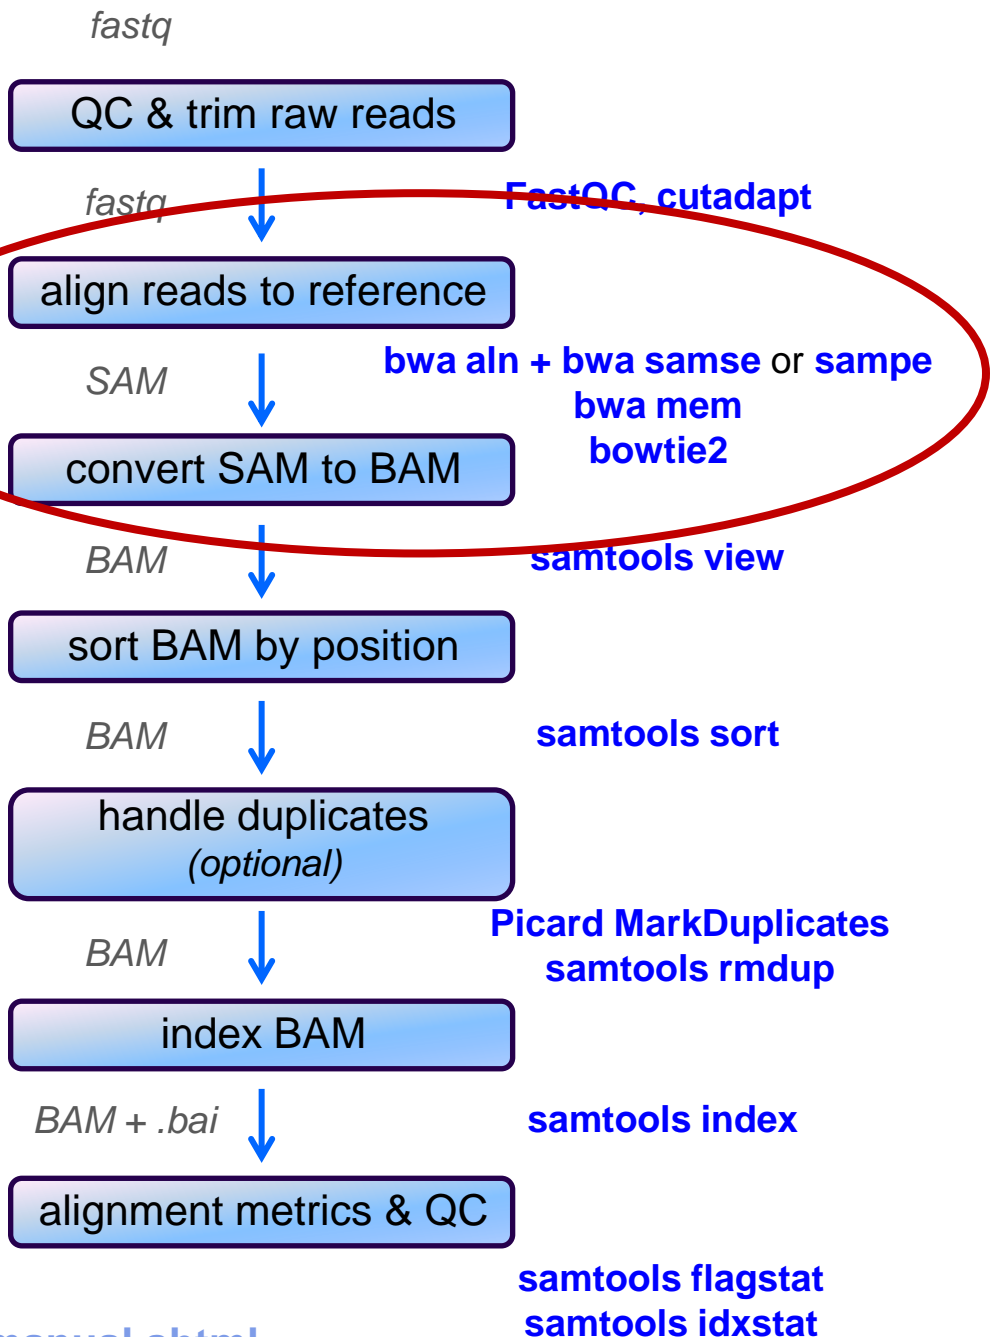 fastq
QC & trim raw reads
fastq
FastQC, cutadapt
align reads to reference
SAM
bwa aln + bwa samse or sampe
bwa mem
bowtie2
convert SAM to BAM
BAM
samtools view
sort BAM by position
BAM
samtools sort
handle duplicates
(optional)
BAM
Picard MarkDuplicates
samtools rmdup
index BAM
BAM + .bai
samtools index
alignment metrics & QC
samtools flagstat
samtools idxstat